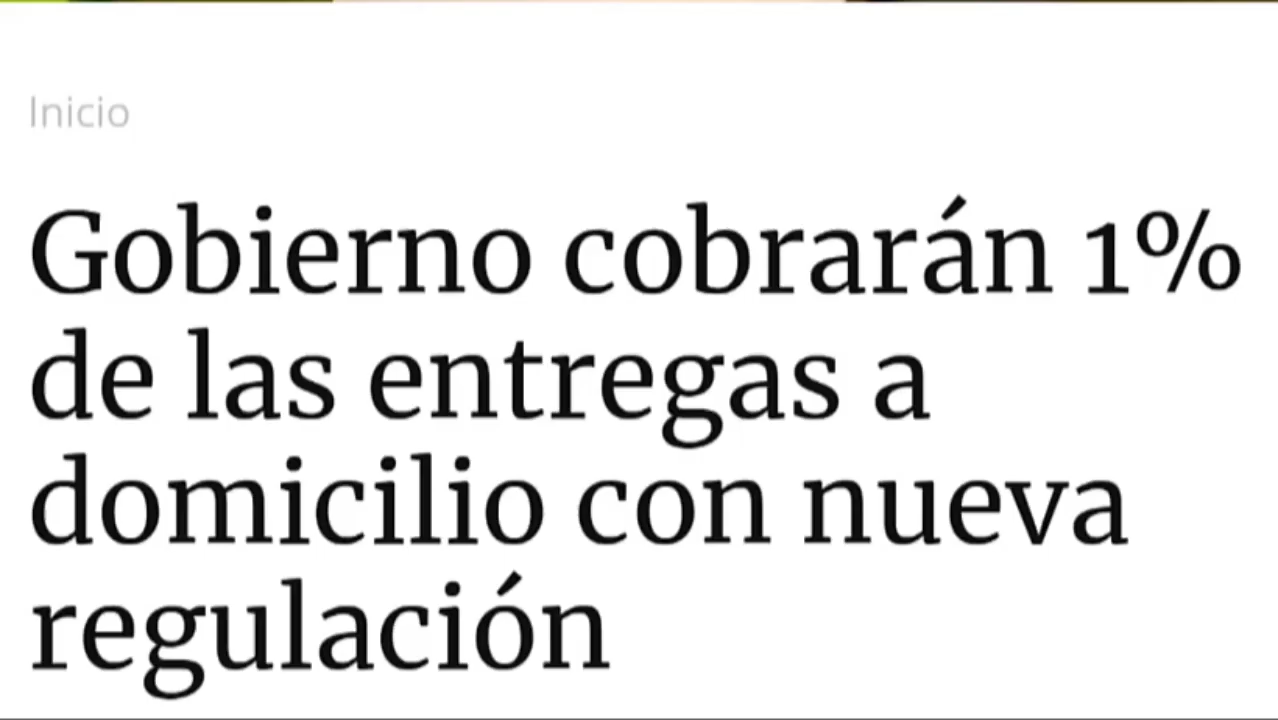 Inicio
Gobierno cobrarán 1%
de las entregas a
domicilio con nueva
regulación